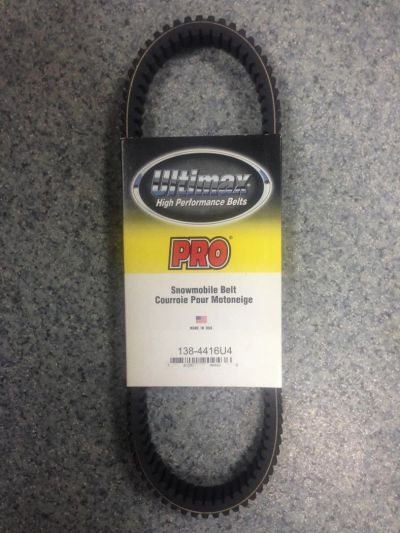 Ultimax
High Performance Belts
PRO®
Snowmobile Belt
Courroie Pour Motoneige
MADE IN USA
138-4416U4